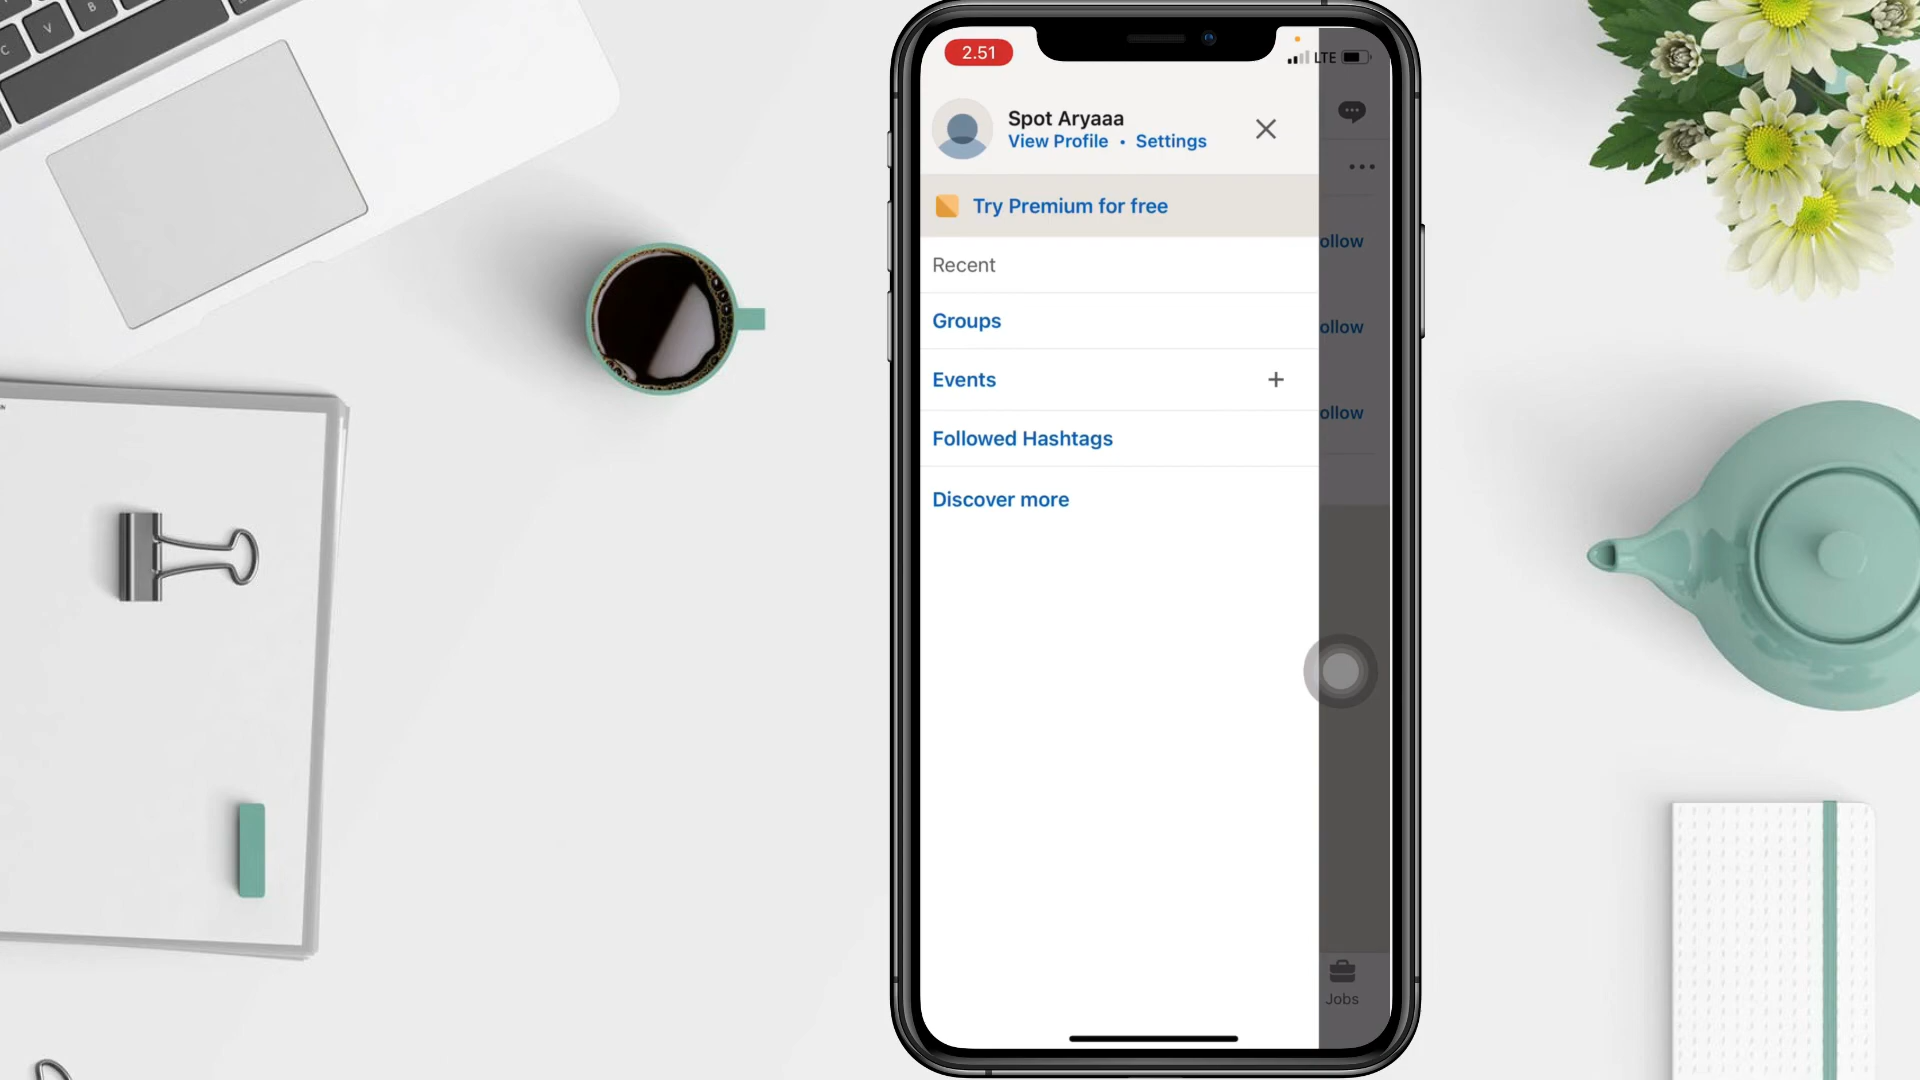 C
V
B
2.51
LTE
Spot Aryaaa
View Profile • Settings
Try Premium for free
ollow
Recent
Groups
ollow
Events
ollow
Followed Hashtags
Discover more
Jobs